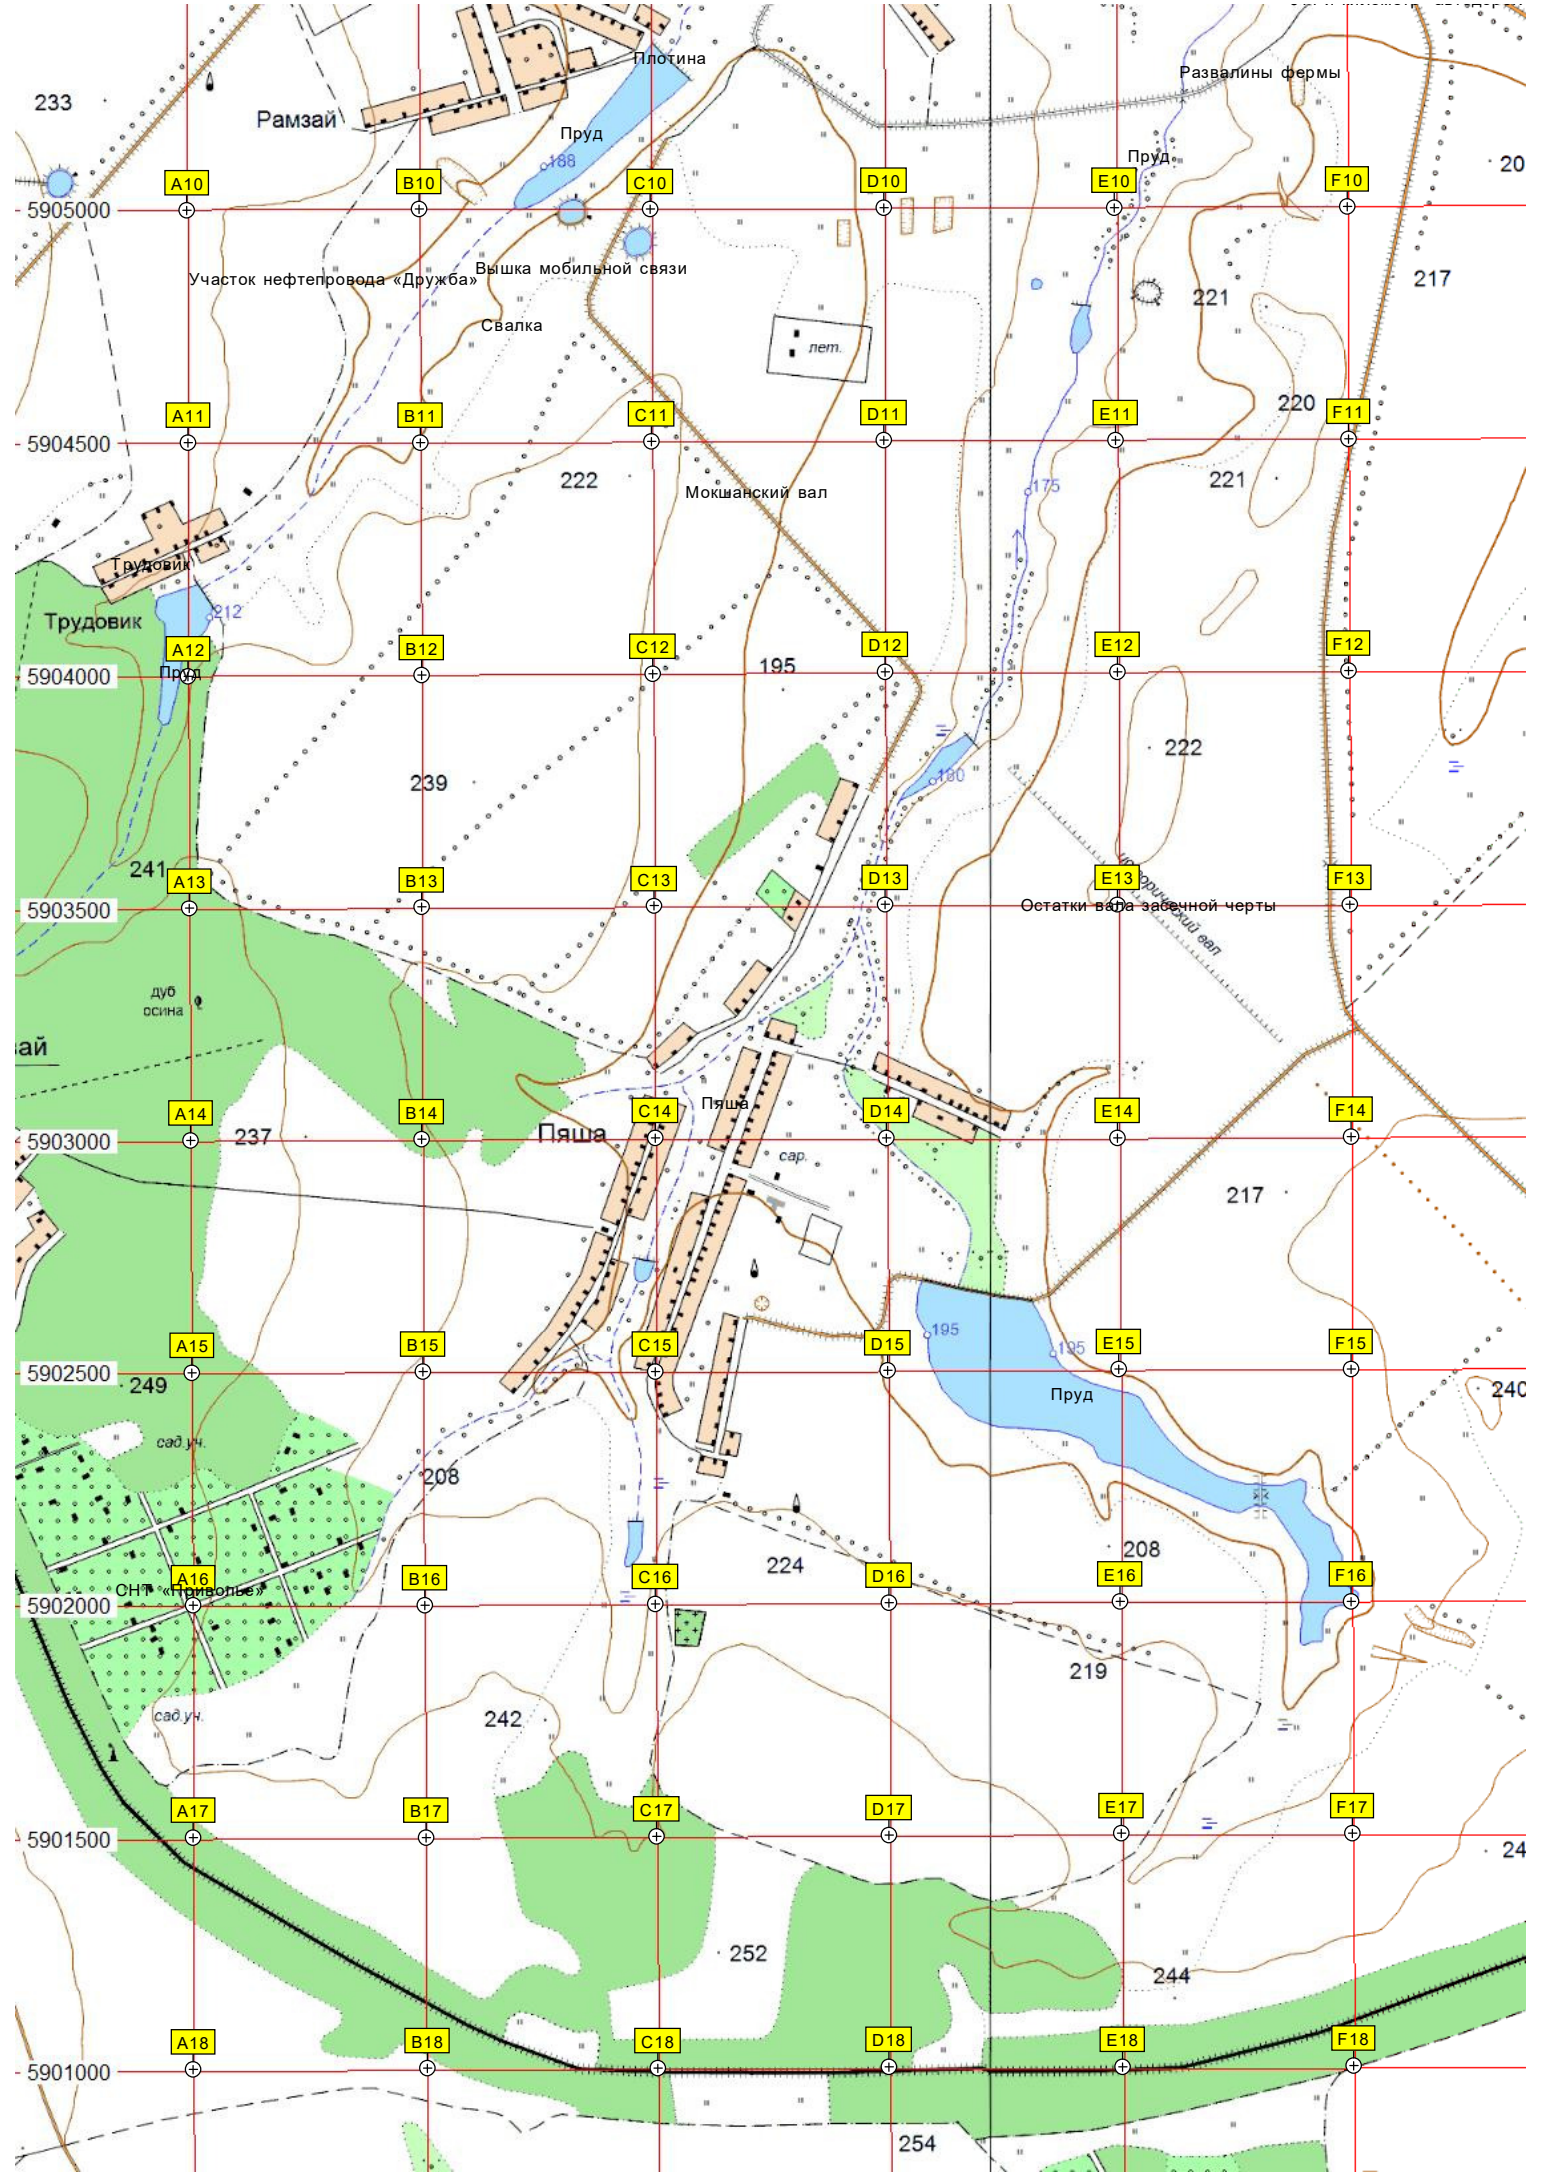 Плотина
Развалины фермы
233
Рамзай
Пруд
188
Пруд
20
A10
B10
C10
D10
E10
F10
5905000
Участок нефтепровода «Дружба»
Вышка мобильной связи
217
221
Свалка
лет.
220
A11
B11
C11
D11
E11
F11
5904500
222
221
Мокшанский вал
175
Трудовик
212
Трудовик
A12
B12
C12
D12
E12
F12
195
Пруд
5904000
222
239
180
241
A13
B13
C13
D13
E13
F13
исторический вал
Остатки вала засечной черты
5903500
дуб
осина
зай
Пяша
A14
B14
C14
D14
E14
F14
5903000
237
Пяша
сар.
217
195
A15
B15
C15
D15
E15
F15
195
5902500
249
Пруд
240
сад.уч.
208
208
224
A16
B16
C16
D16
E16
F16
СНТ «Приволье»
5902000
219
242
сад.уч.
A17
B17
C17
D17
E17
F17
5901500
24
252
244
A18
B18
C18
D18
E18
F18
5901000
254